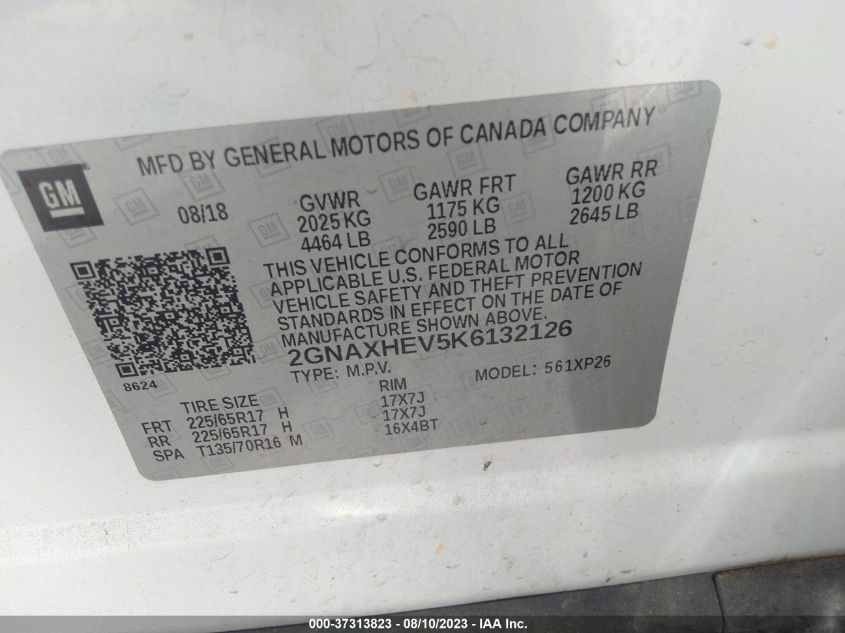 MFD BY GENERAL MOTORS OF CANADA COMPANY
GM
08/18 GVWR GAWR FRT GAWR RR
2025 KG 1175 KG 1200 KG
4464 LB 2590 LB 2645 LB
THIS VEHICLE CONFORMS TO ALL
APPLICABLE U.S. FEDERAL MOTOR
VEHICLE SAFETY AND THEFT PREVENTION
STANDARDS IN EFFECT ON THE DATE OF
MANUFACTURE SHOWN ABOVE.
2GNAXHEV5K6132126
8624
TYPE: M.P.V. MODEL: 561XP26
TIRE SIZE RIM
FRT 225/65R17 H 17X7J
RR 225/65R17 H 17X7J
SPA T135/70R16 M 16X4BT
000-37313823 - 08/10/2023 - IAA Inc.